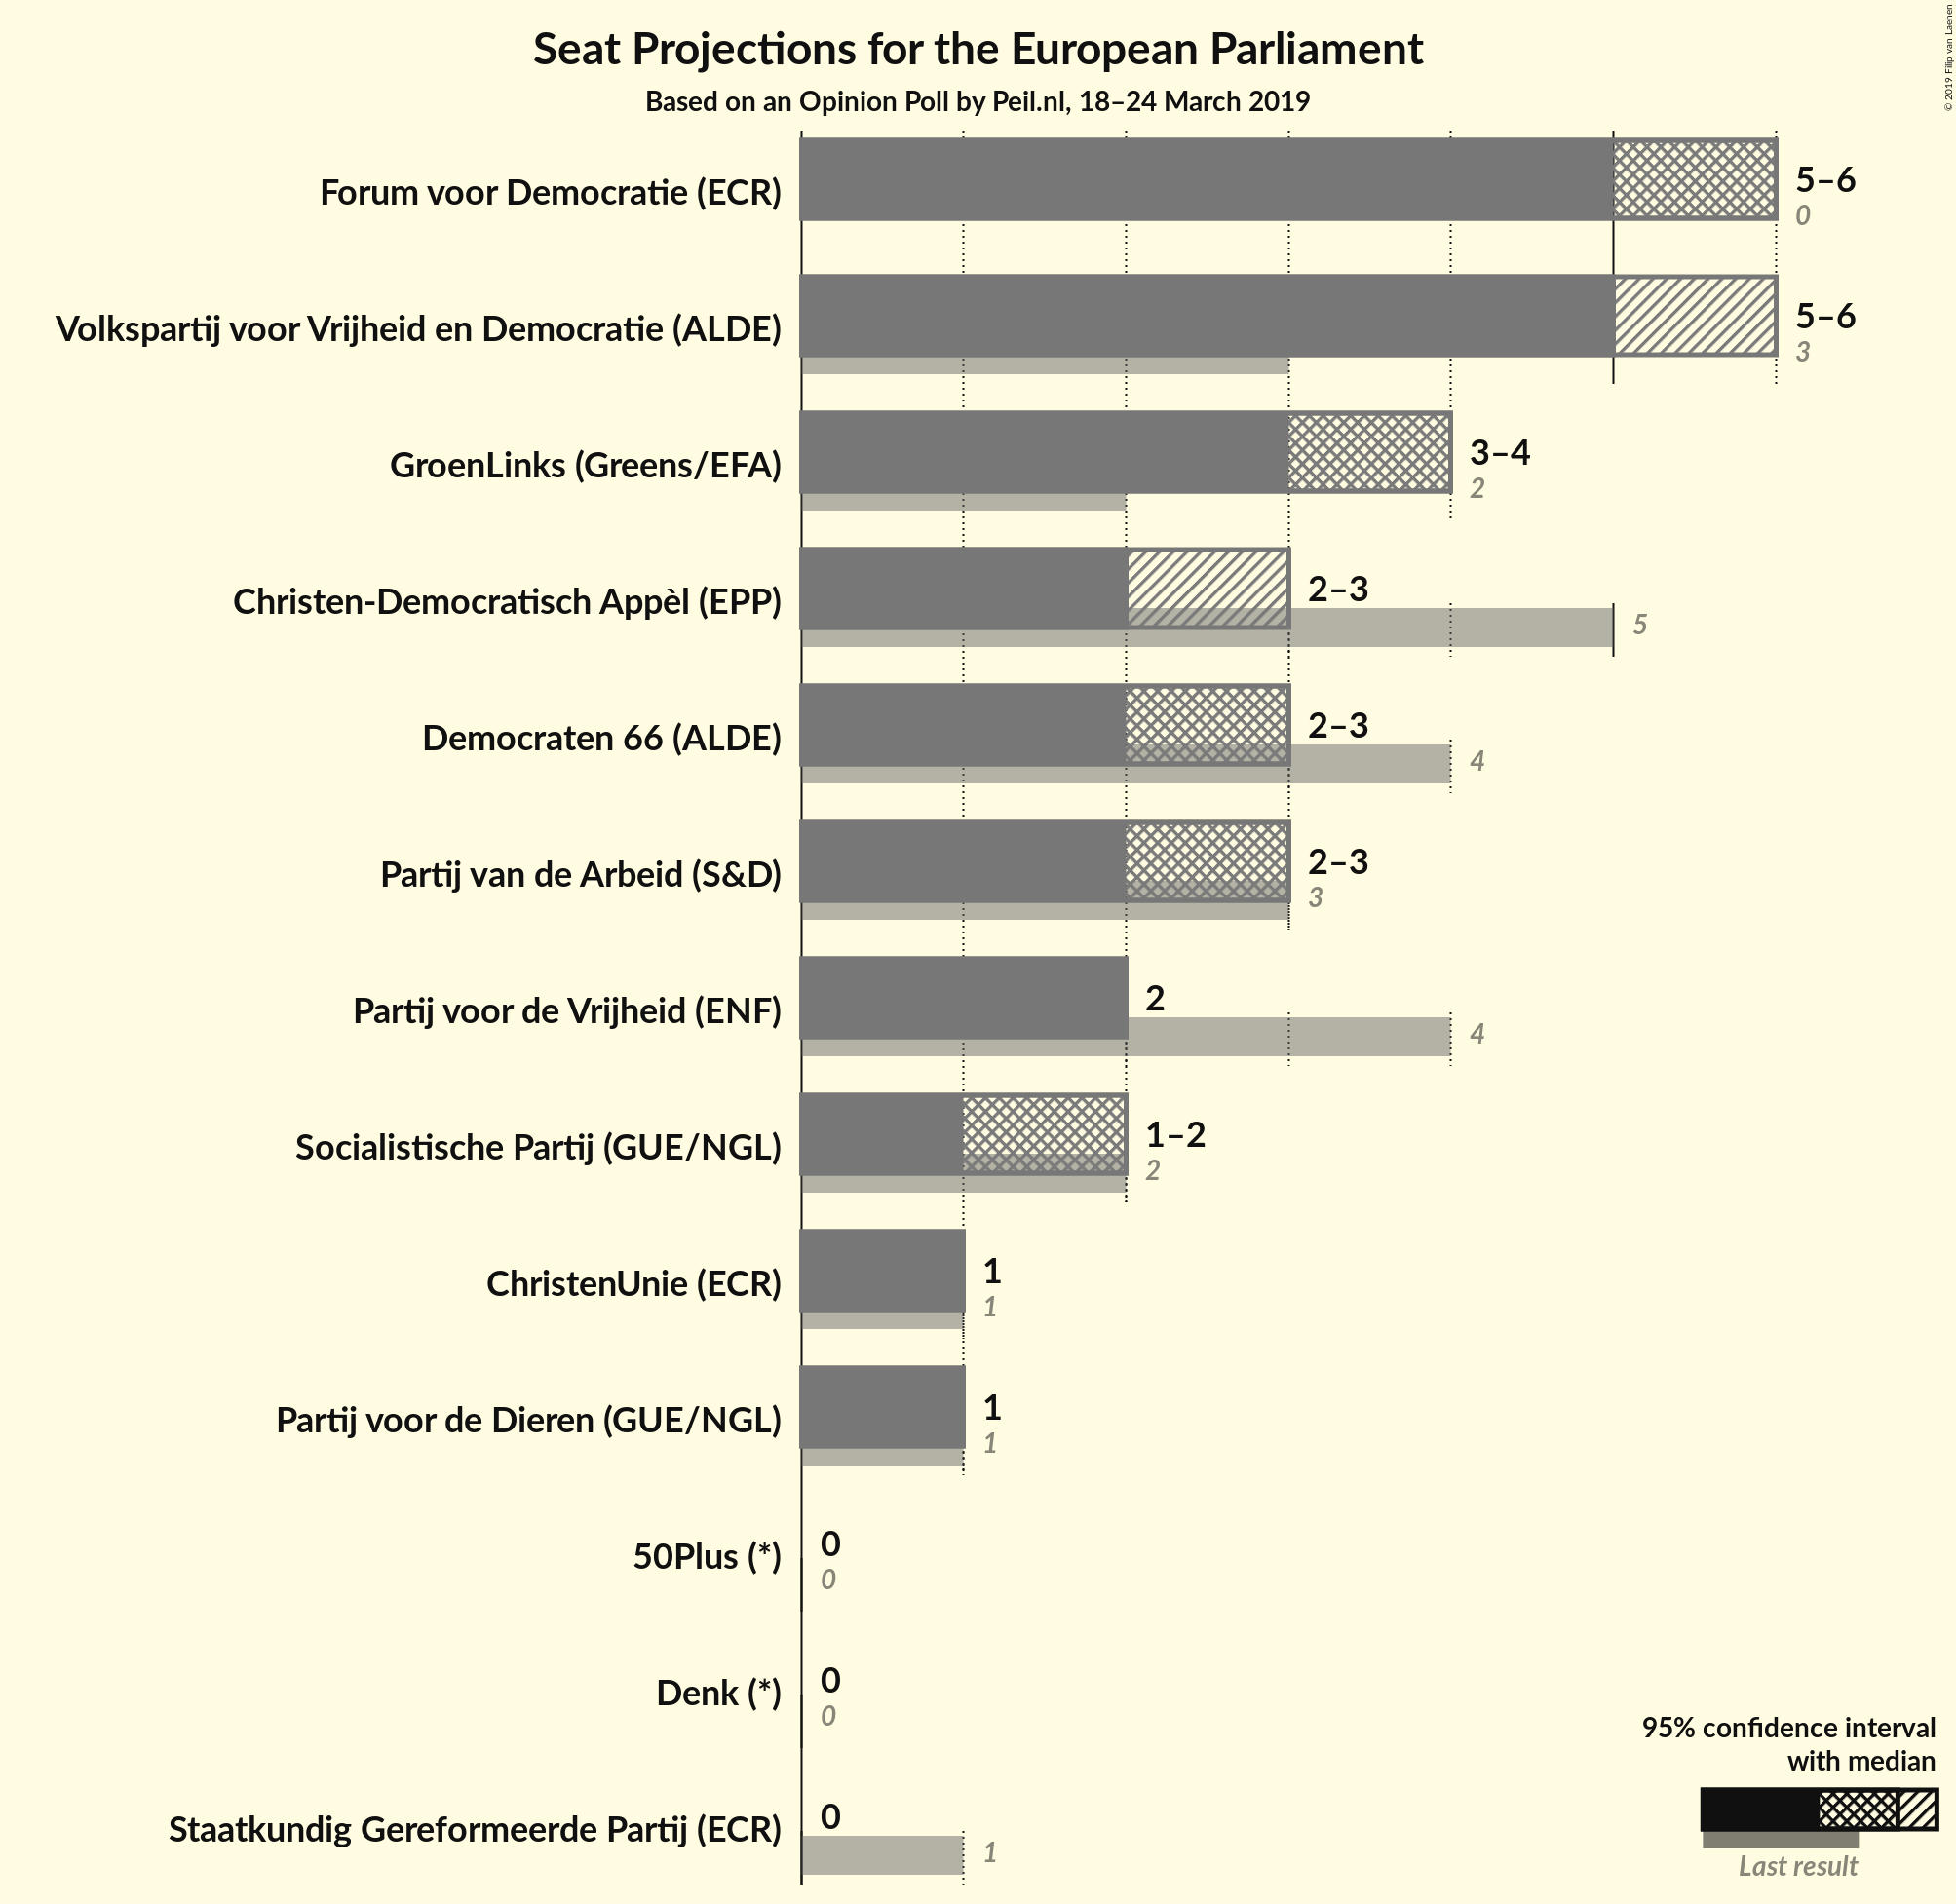 Seat Projections for the European Parliament
Based on an Opinion Poll by Peil.nl, 18–24 March 2019
© 2019 Filip van Laenen
Forum voor Democratie (ECR)
5–6
0
Volkspartij voor Vrijheid en Democratie (ALDE)
5–6
3
GroenLinks (Greens/EFA)
3–4
2
Christen-Democratisch Appèl (EPP)
2–3
5
Democraten 66 (ALDE)
2–3
4
Partij van de Arbeid (S&D)
2–3
3
Partij voor de Vrijheid (ENF)
2
4
Socialistische Partij (GUE/NGL)
1–2
2
ChristenUnie (ECR)
1
1
Partij voor de Dieren (GUE/NGL)
1
1
50Plus (*)
0
0
Denk (*)
0
0
Staatkundig Gereformeerde Partij (ECR)
0
1
95% confidence interval
with median
Last result